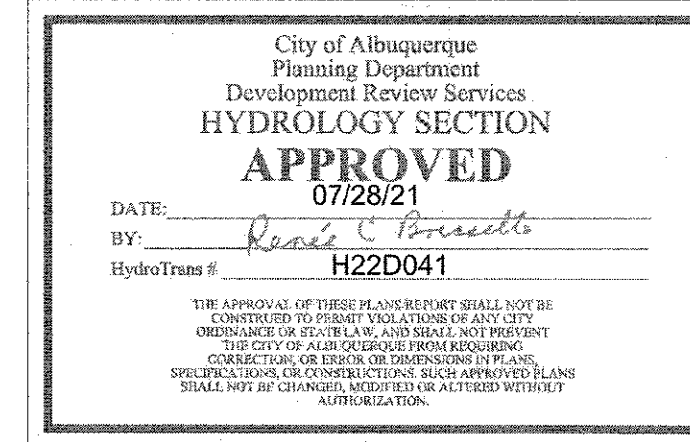 City of Albuquerque
Planning Department
Development Review Services
HYDROLOGY SECTION
APPROVED
DATE: 07/28/21
BY: Reneé C Brissette
HydroTrans # H22D041
THE APPROVAL OF THESE PLANS/REPORT SHALL NOT BE
CONSTRUED TO PERMIT VIOLATIONS OF ANY CITY
ORDINANCE OR STATE LAW, AND SHALL NOT PREVENT
THE CITY OF ALBUQUERQUE FROM REQUIRING
CORRECTION, OR ERROR OR DIMENSIONS IN PLANS,
SPECIFICATIONS, OR CONSTRUCTIONS. SUCH APPROVED PLANS
SHALL NOT BE CHANGED, MODIFIED OR ALTERED WITHOUT
AUTHORIZATION.